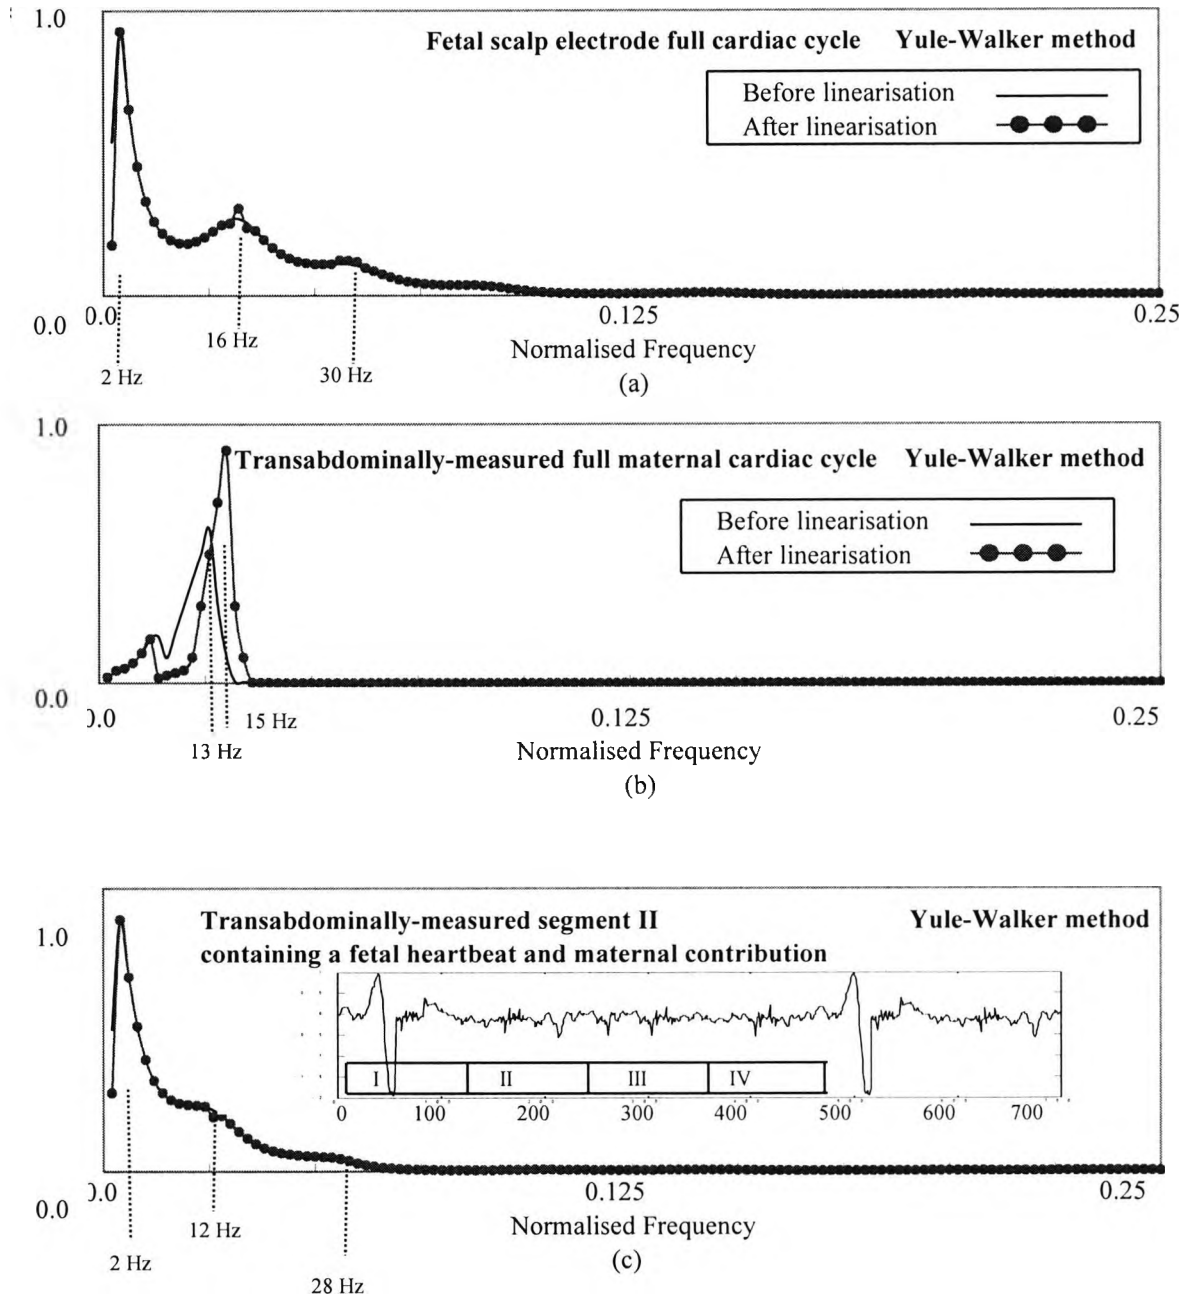 1.0
Fetal scalp electrode full cardiac cycle Yule-Walker method
Before linearisation
After linearisation
0.0
0.0 0.125 0.25
16 Hz
Normalised Frequency
2 Hz
30 Hz
(a)
1.0
Transabdominally-measured full maternal cardiac cycle Yule-Walker method
Before linearisation
After linearisation
0.0
0.0 0.125 0.25
15 Hz
13 Hz
Normalised Frequency
(b)
Transabdominally-measured segment II Yule-Walker method
1.0
containing a fetal heartbeat and maternal contribution
I II III IV
0 100 200 300 400 500 600 700
0.0
0.0 0.125 0.25
12 Hz
Normalised Frequency
2 Hz
(c)
28 Hz